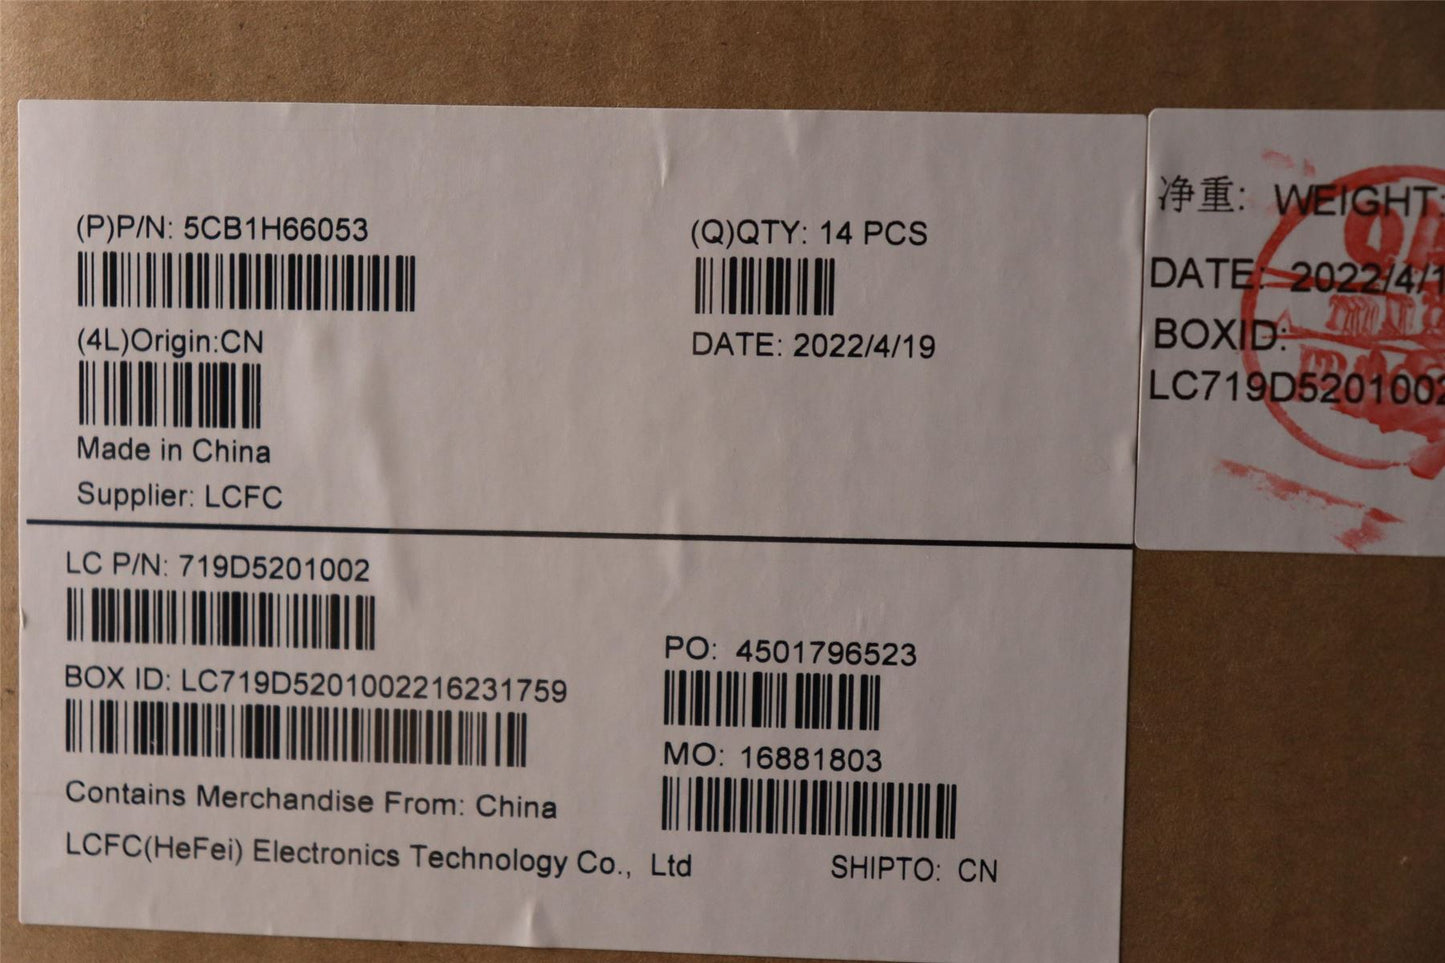 (P)P/N: 5CB1H66053
(Q)QTY: 14 PCS
(4L)Origin:CN
DATE: 2022/4/19
Made in China
Supplier: LCFC
LC P/N: 719D5201002
PO: 4501796523
BOX ID: LC719D5201002216231759
MO: 16881803
Contains Merchandise From: China
LCFC(HeFei) Electronics Technology Co., Ltd
SHIPTO: CN
净重: WEIGHT:
DATE: 2022/4/1
BOXID:
LC719D5201002